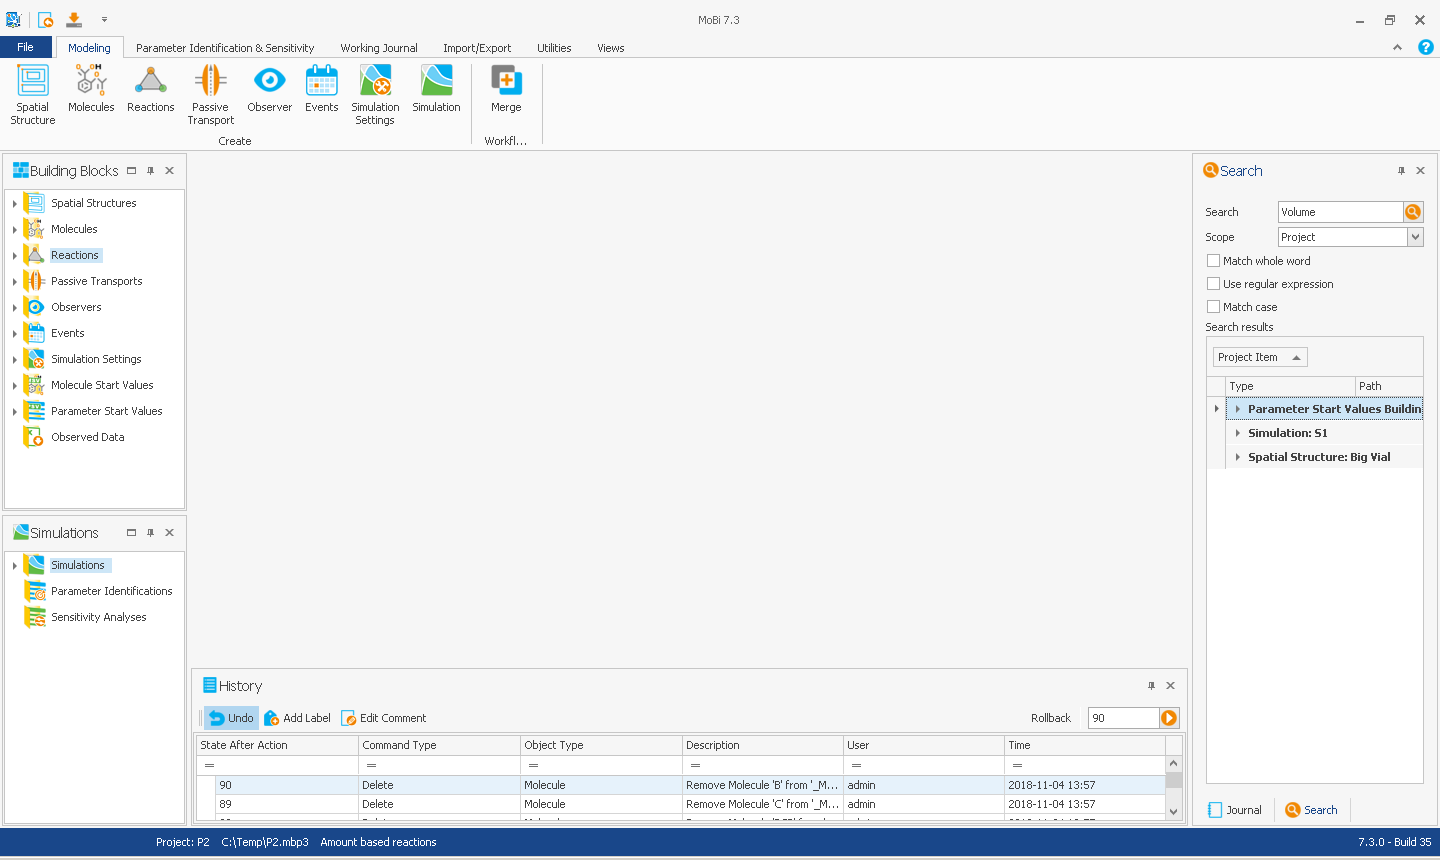 MoBi 7.3
File Modeling Parameter Identification & Sensitivity Working Journal Import/Export Utilities Views
Spatial Structure Molecules Reactions Passive Transport Observer Events Simulation Settings Simulation Merge
Create Workfl...
Building Blocks
Spatial Structures
Molecules
Reactions
Passive Transports
Observers
Events
Simulation Settings
Molecule Start Values
Parameter Start Values
Observed Data
Simulations
Simulations
Parameter Identifications
Sensitivity Analyses
History
Undo Add Label Edit Comment Rollback 90
State After Action Command Type Object Type Description User Time
= = = = = =
90 Delete Molecule Remove Molecule 'B' from '_M... admin 2018-11-04 13:57
89 Delete Molecule Remove Molecule 'C' from '_M... admin 2018-11-04 13:57
Search
Search Volume
Scope Project
Match whole word
Use regular expression
Match case
Search results
Project Item
Type Path
Parameter Start Values Buildin
Simulation: S1
Spatial Structure: Big Vial
Journal Search
Project: P2 C:\Temp\P2.mbp3 Amount based reactions 7.3.0 - Build 35